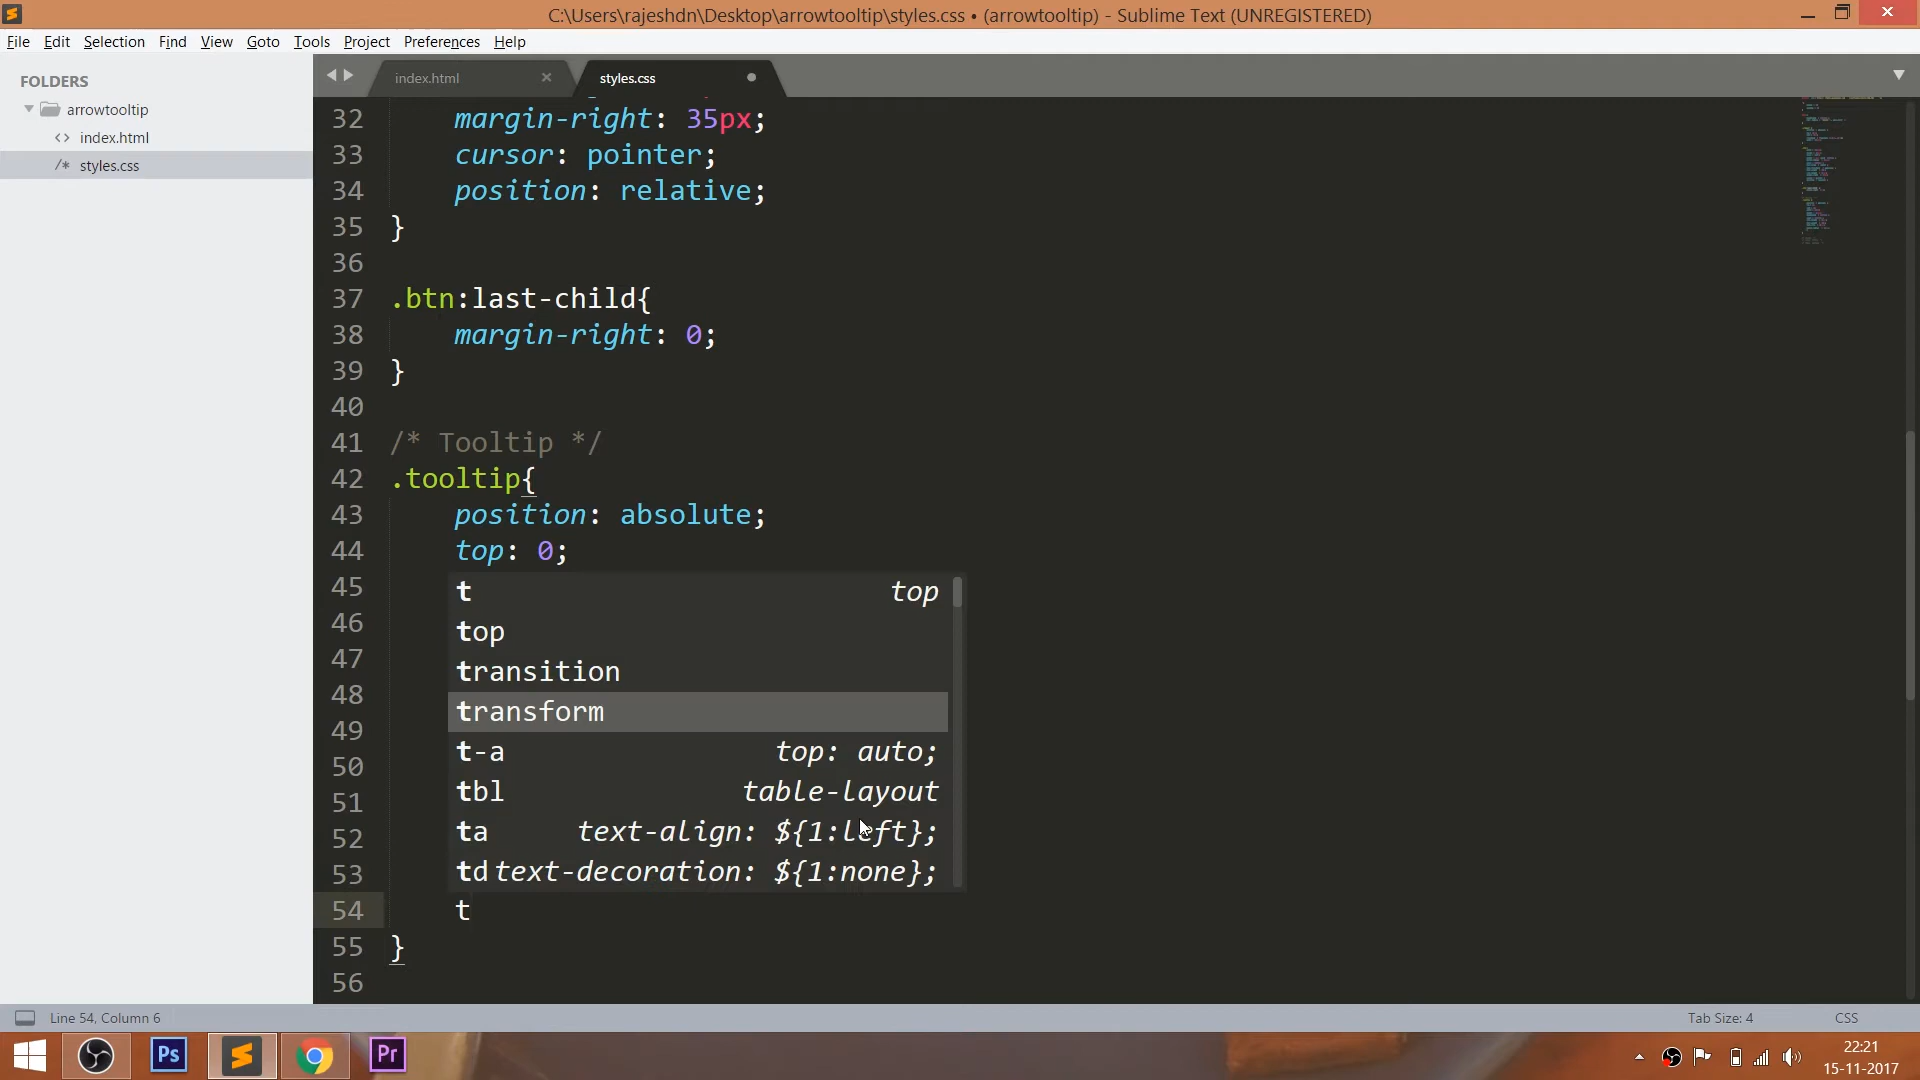 C:\Users\rajeshdn\Desktop\arrowtooltip\styles.css • (arrowtooltip) - Sublime Text (UNREGISTERED)
File Edit Selection Find View Goto Tools Project Preferences Help
FOLDERS
arrowtooltip
<> index.html
/* styles.css
index.html × styles.css
32 margin-right: 35px;
33 cursor: pointer;
34 position: relative;
35 }
36
37 .btn:last-child{
38 margin-right: 0;
39 }
40
41 /* Tooltip */
42 .tooltip{
43 position: absolute;
44 top: 0;
45
46
47
48
49
50
51
52
53
t top
top
transition
transform
t-a top: auto;
tbl table-layout
ta text-align: ${1:left};
td text-decoration: ${1:none};
54 t
55 }
56
Line 54, Column 6 Tab Size: 4 CSS
Ps Pr
22:21
15-11-2017